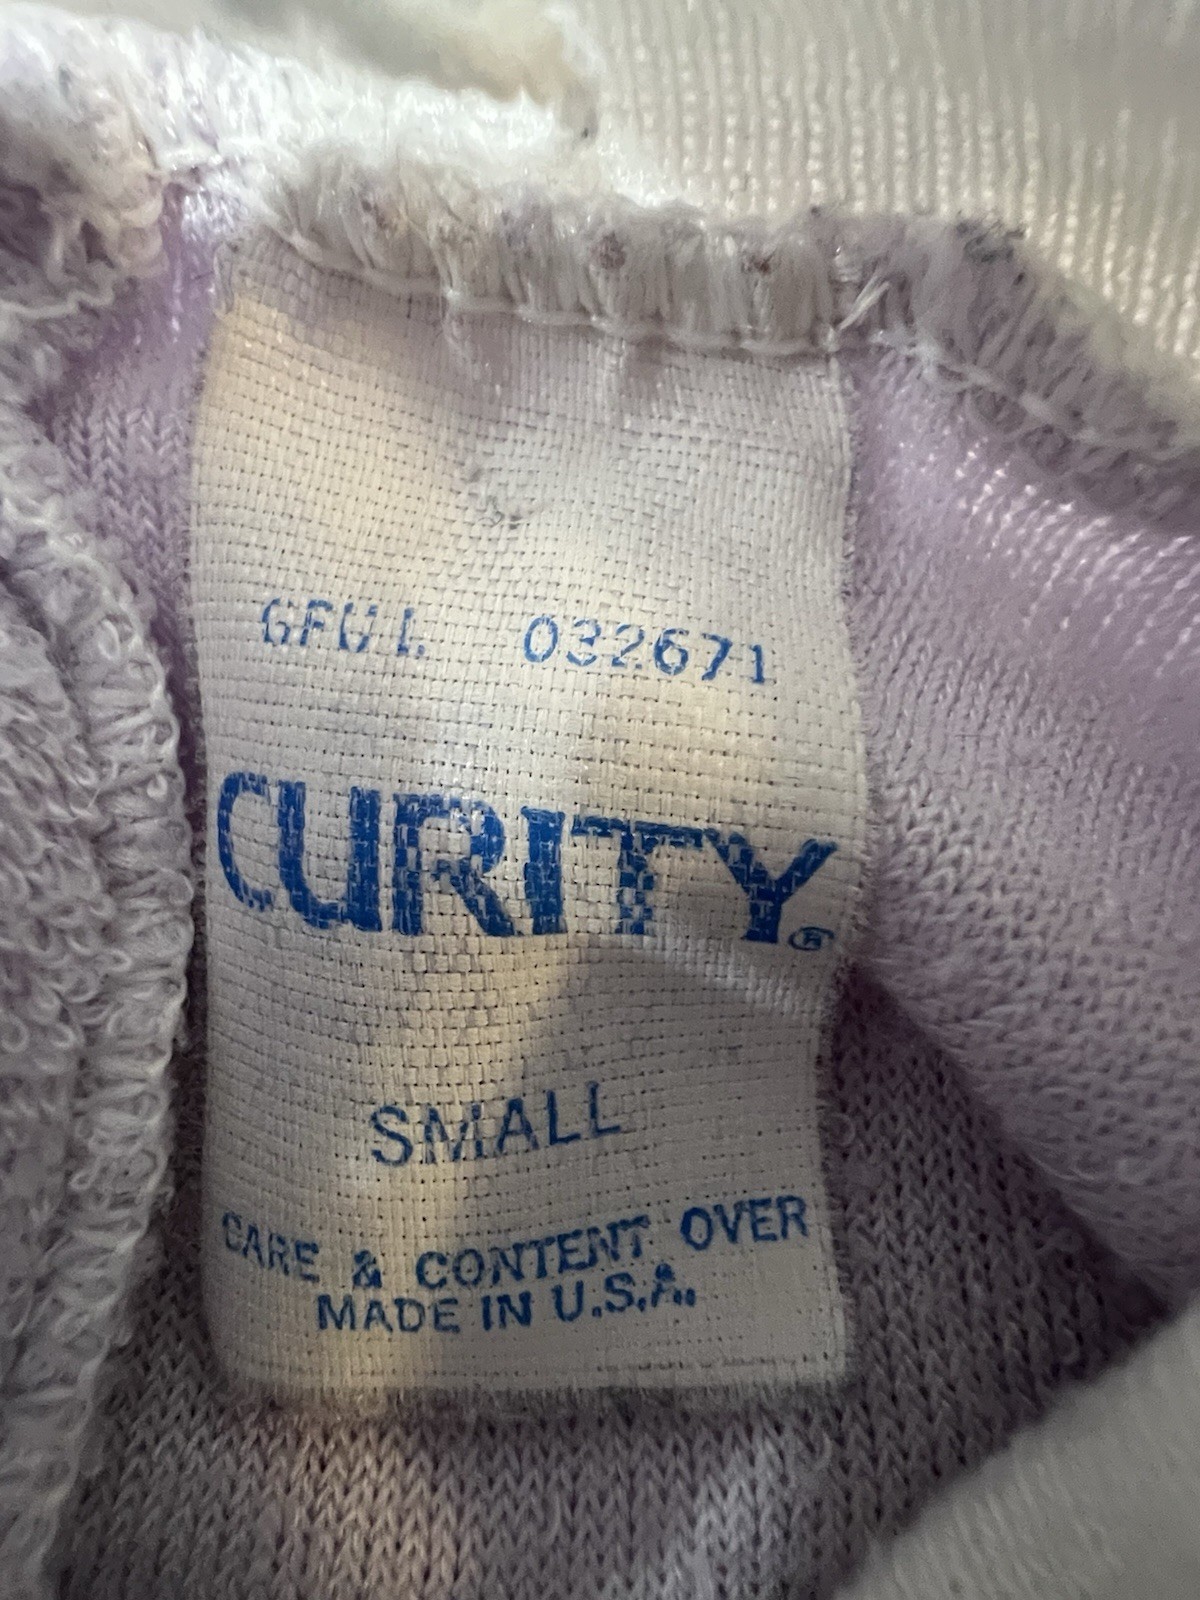 032671
CURITY®
SMALL
CARE & CONTENT OVER
MADE IN U.S.A.